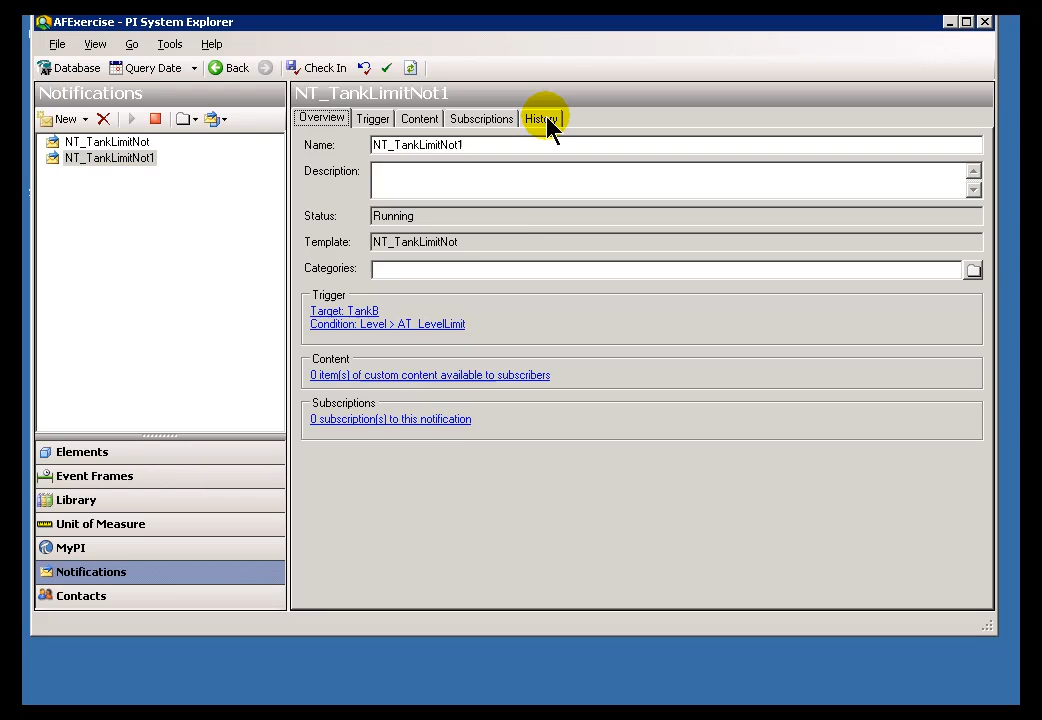 AFExercise - PI System Explorer
File View Go Tools Help
Database Query Date Back Check In
Notifications
NT_TankLimitNot1
New
Overview Trigger Content Subscriptions History
NT_TankLimitNot
NT_TankLimitNot1
Name: NT_TankLimitNot1
Description:
Status: Running
Template: NT_TankLimitNot
Categories:
Trigger
Target: TankB
Condition: Level > AT_LevelLimit
Content
0 item(s) of custom content available to subscribers
Subscriptions
0 subscription(s) to this notification
Elements
Event Frames
Library
Unit of Measure
MyPI
Notifications
Contacts